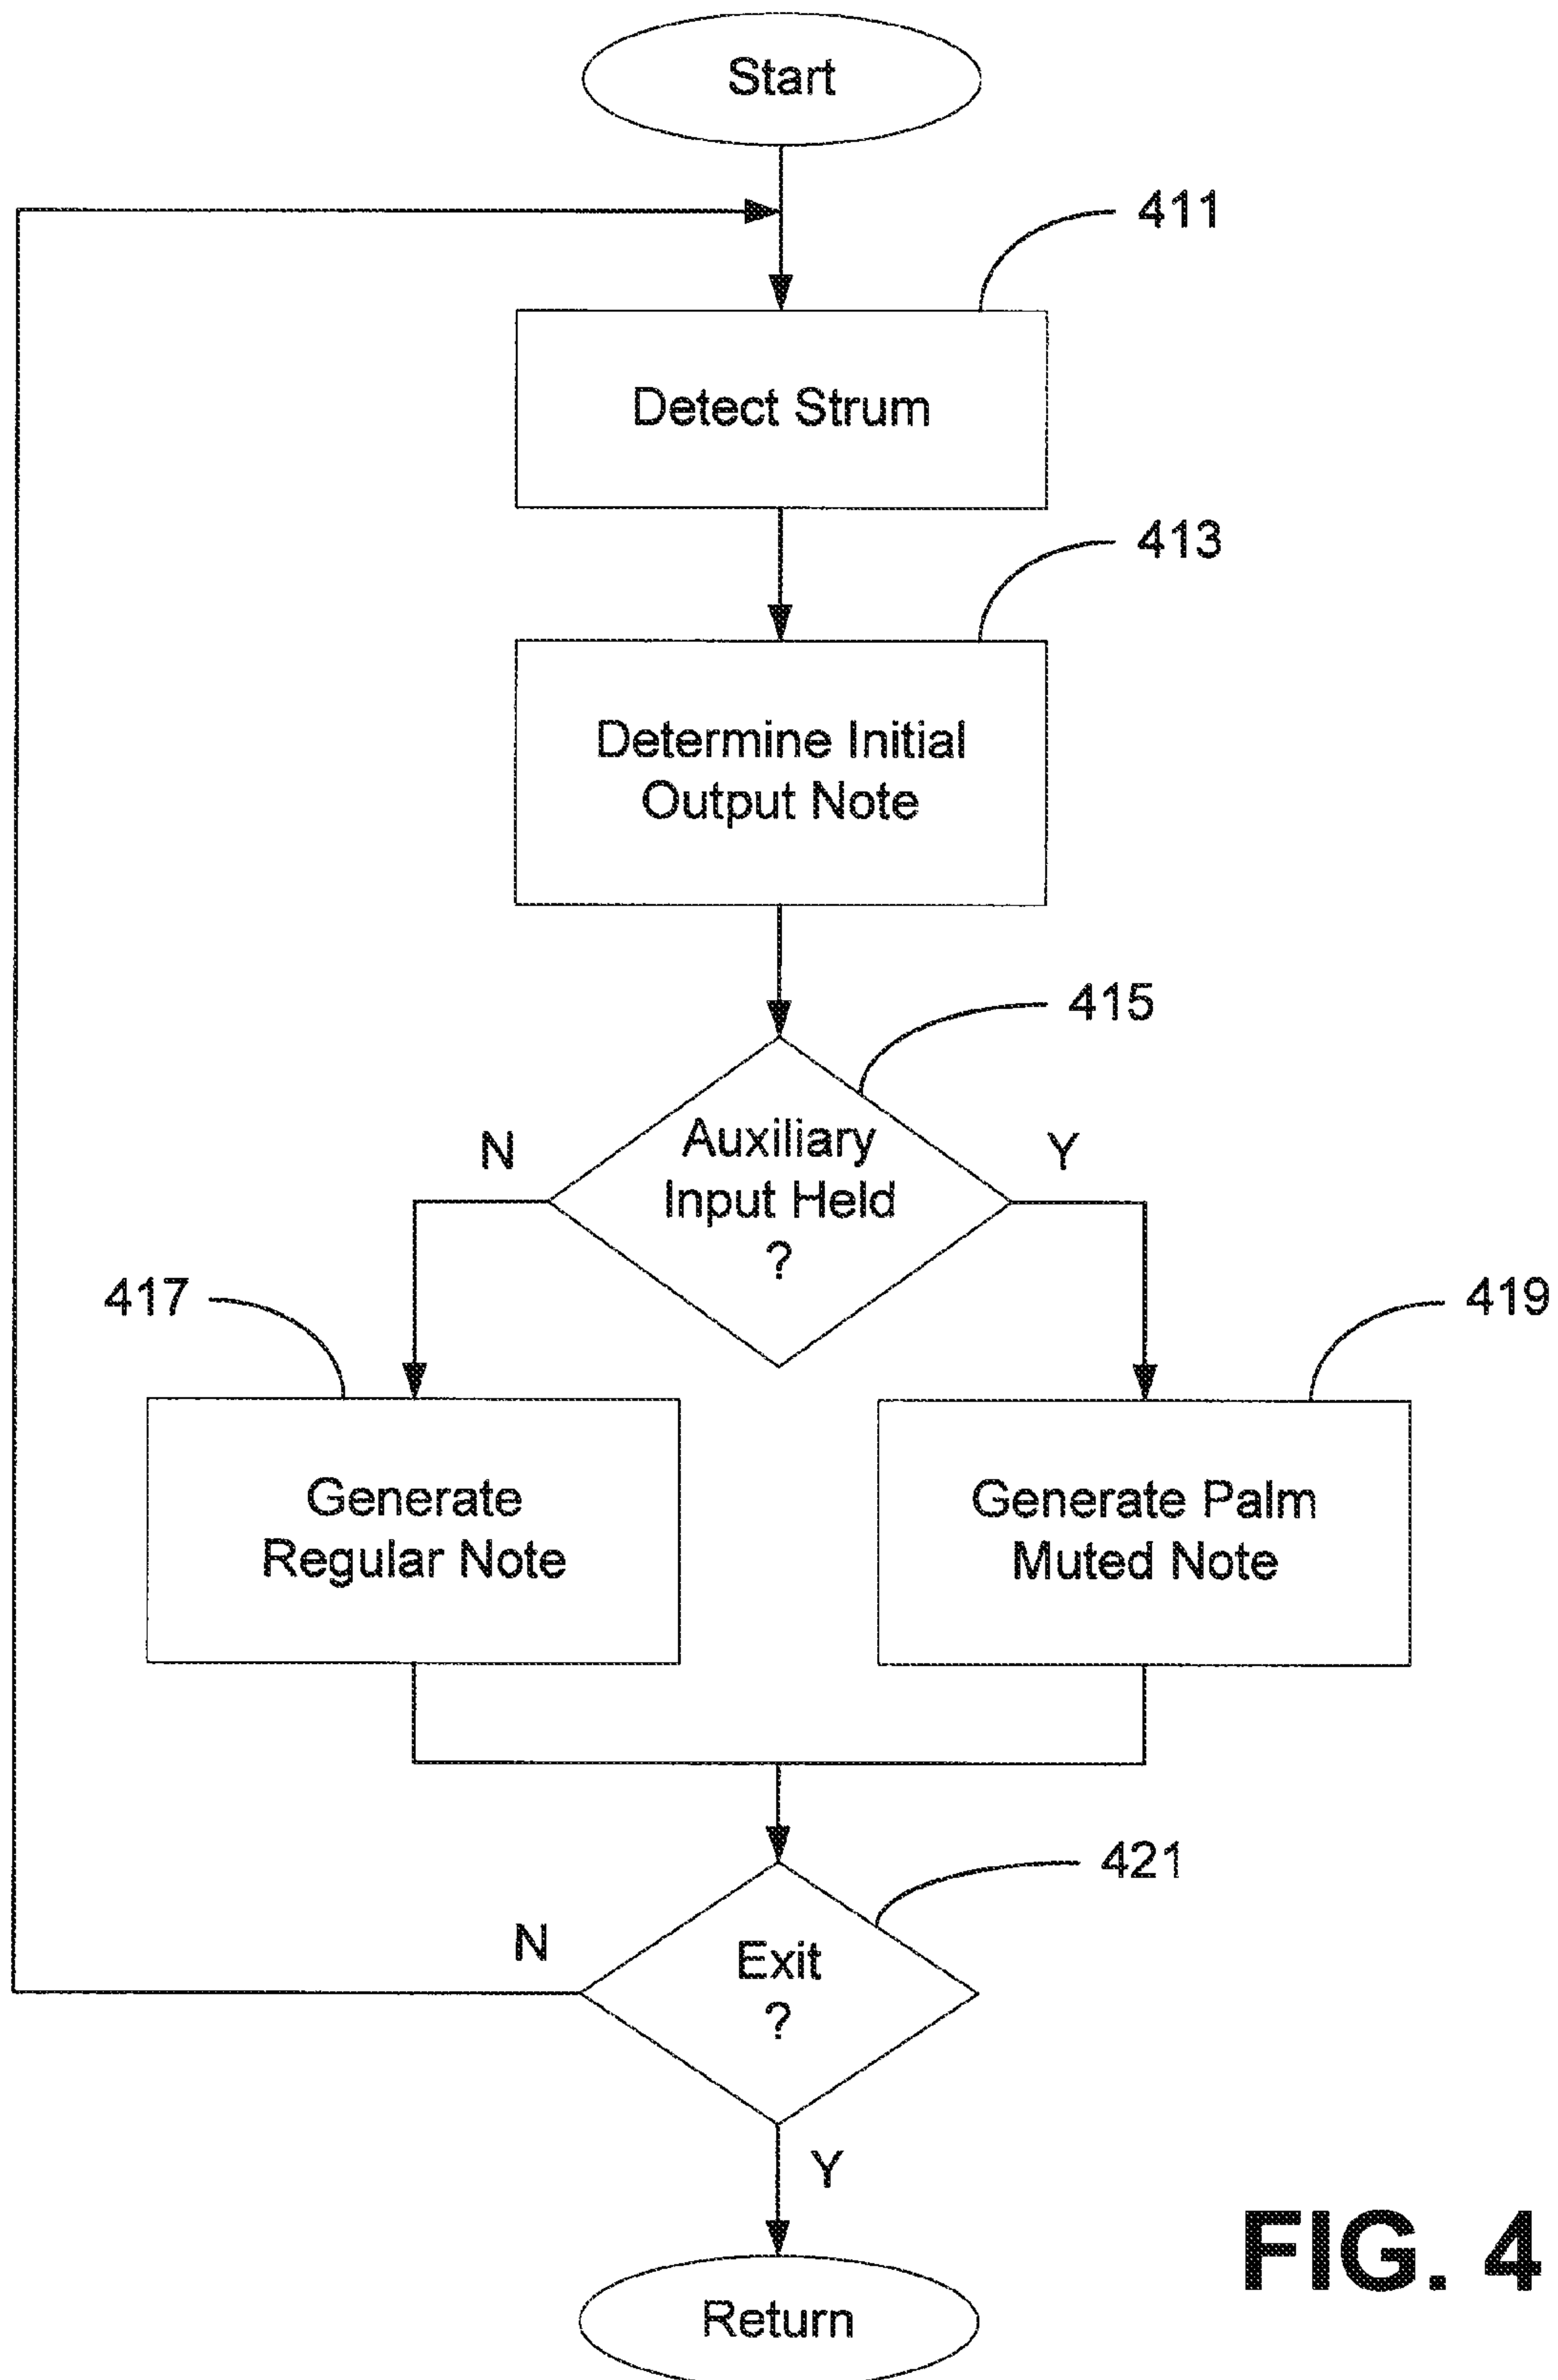 Start
411
Detect Strum
413
Determine Initial
Output Note
415
Auxiliary
Input Held
?
N
Y
417
419
Generate
Regular Note
Generate Palm
Muted Note
421
N
Exit
?
Y
Return
FIG. 4